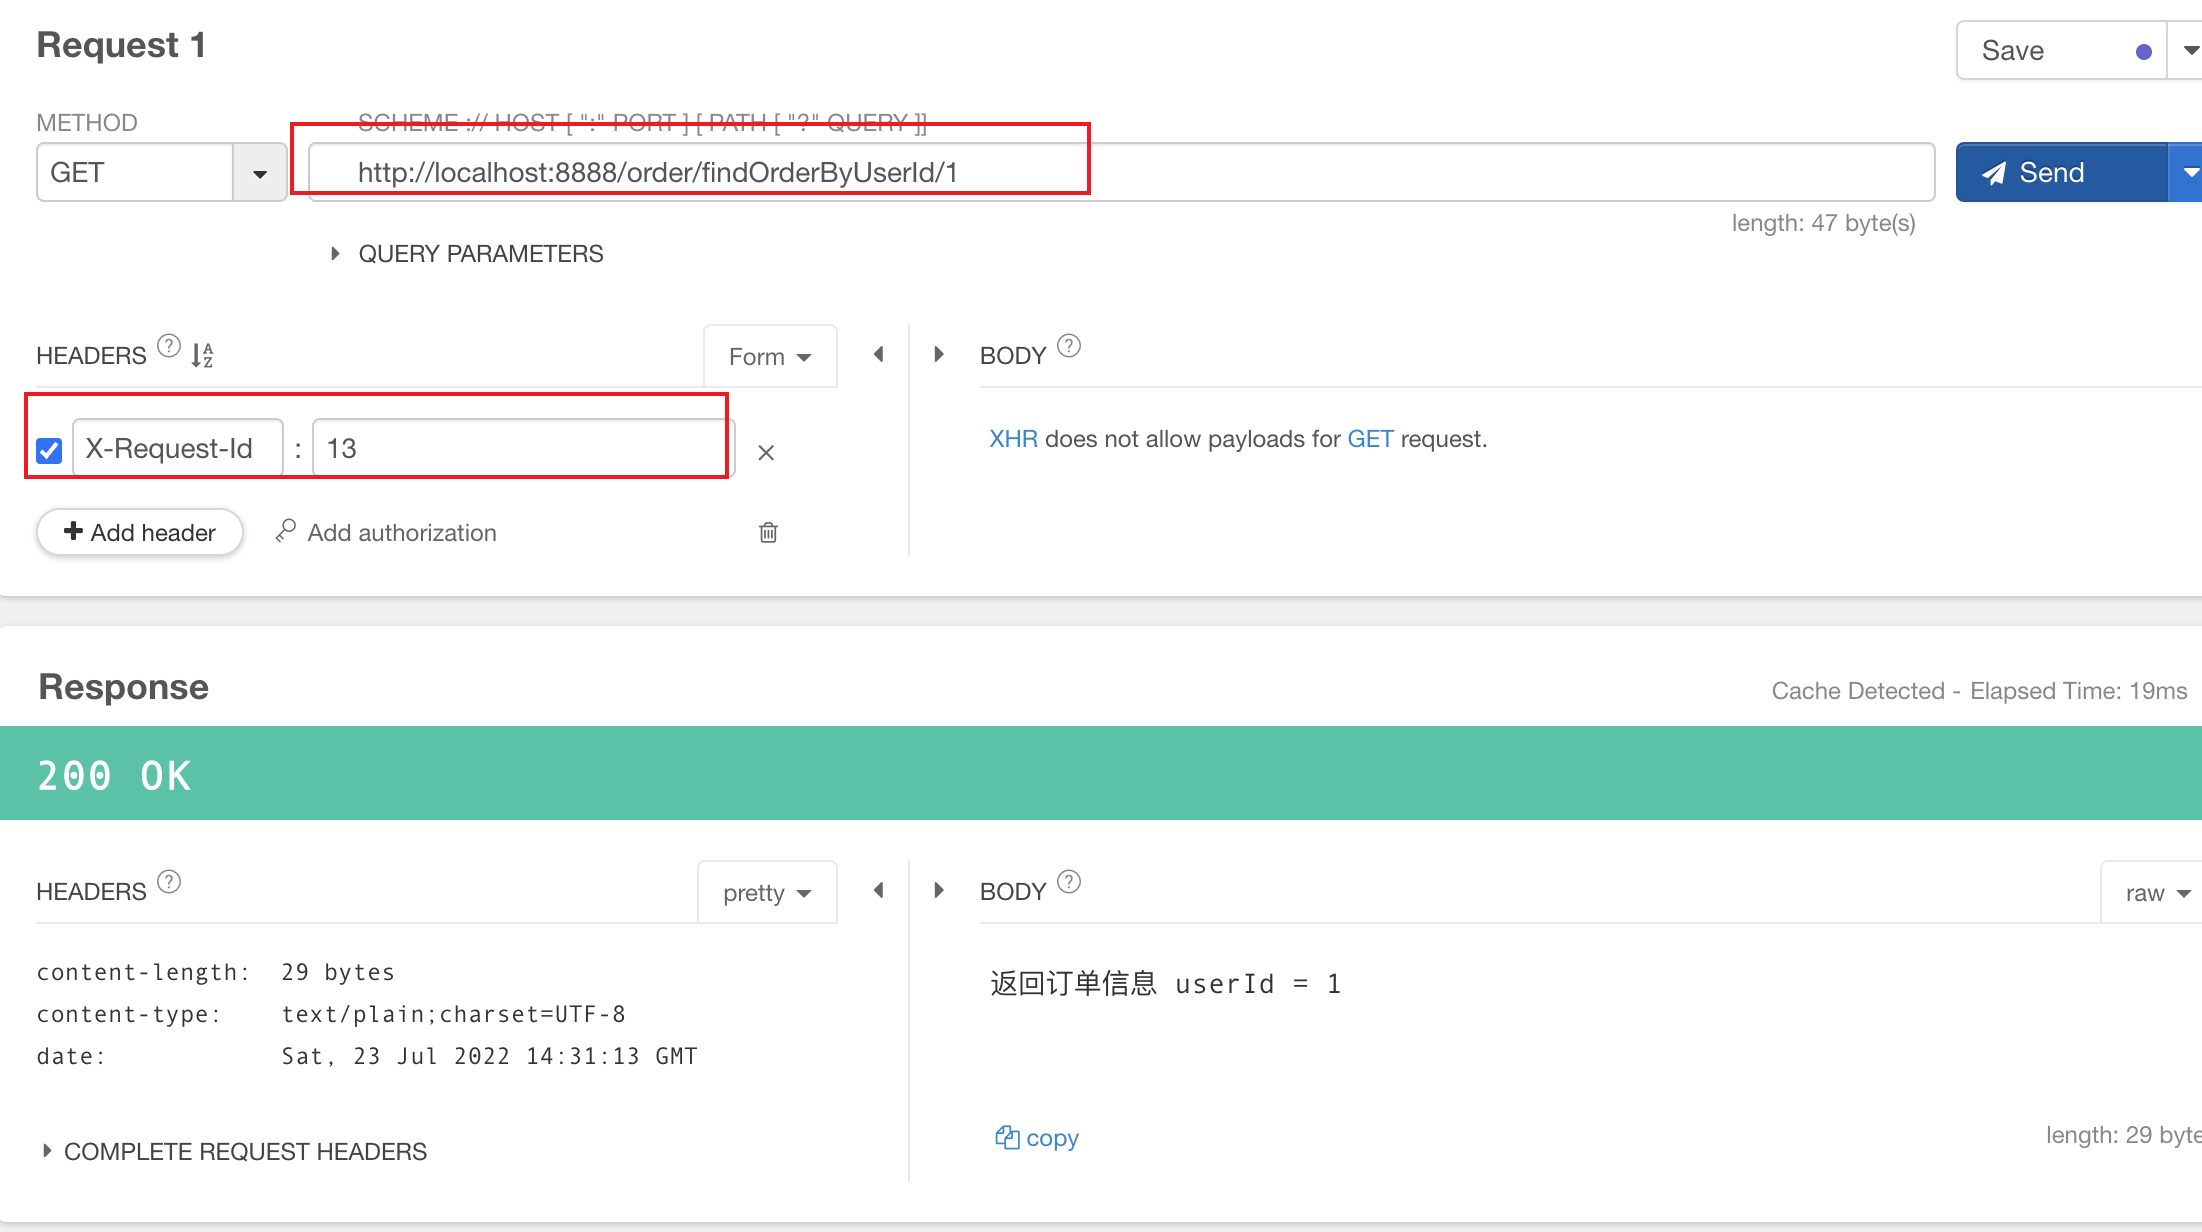 Request 1
Save
METHOD
SCHEME :// HOST [ ":" PORT ] [ PATH [ "?" QUERY ]]
GET
http://localhost:8888/order/findOrderByUserId/1
Send
length: 47 byte(s)
QUERY PARAMETERS
HEADERS ? A Z
Form
BODY ?
X-Request-Id : 13
XHR does not allow payloads for GET request.
+ Add header
Add authorization
Response
Cache Detected - Elapsed Time: 19ms
200 OK
HEADERS ?
pretty
BODY ?
raw
content-length: 29 bytes
content-type: text/plain;charset=UTF-8
date: Sat, 23 Jul 2022 14:31:13 GMT
返回订单信息 userId = 1
COMPLETE REQUEST HEADERS
copy
length: 29 byte